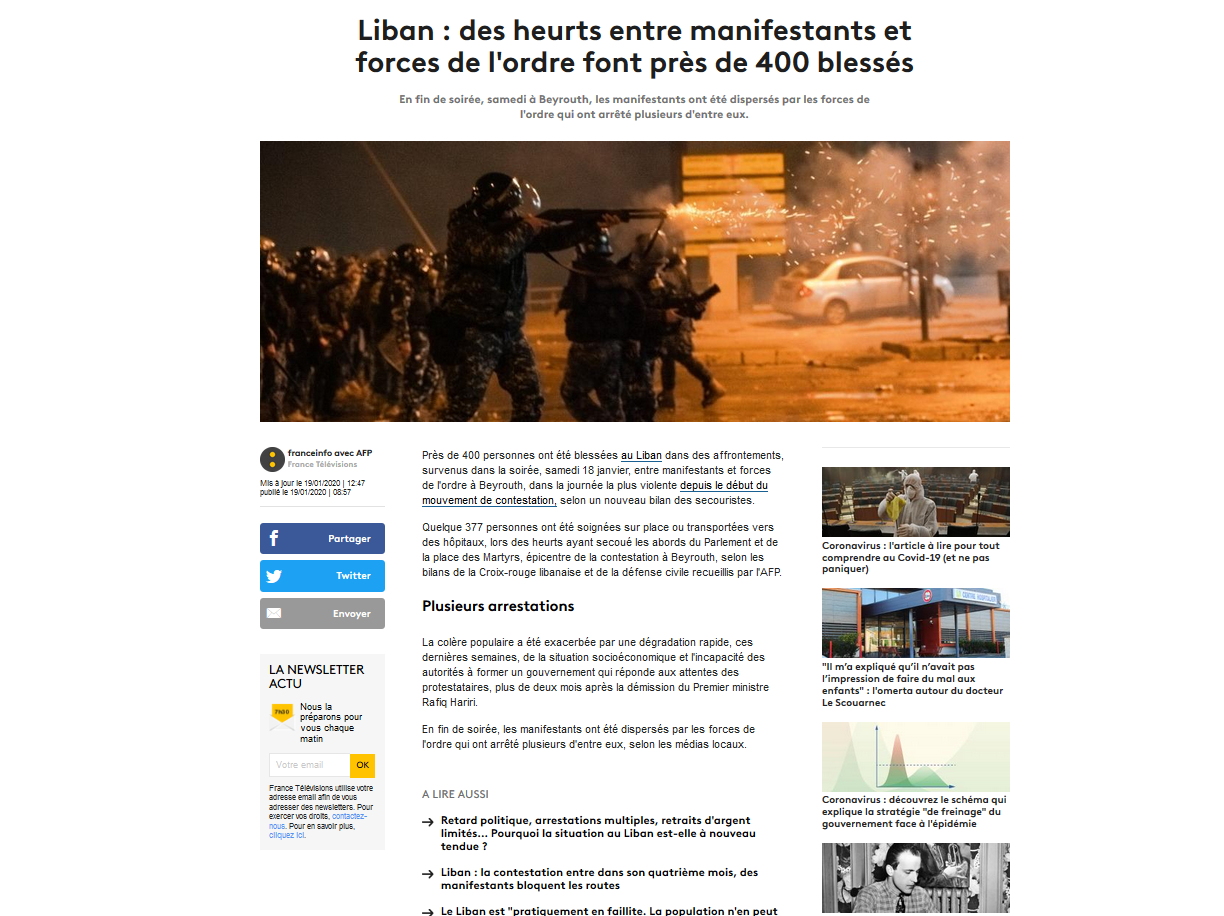 Liban : des heurts entre manifestants et
forces de l'ordre font près de 400 blessés
En fin de soirée, samedi à Beyrouth, les manifestants ont été dispersés par les forces de
l'ordre qui ont arrêté plusieurs d'entre eux.
franceinfo avec AFP
France Télévisions
Mis à jour le 19/01/2020 | 12:47
publié le 19/01/2020 | 08:57
Partager
Twitter
Envoyer
LA NEWSLETTER
ACTU
7H30
Nous la
préparons pour
vous chaque
matin
Votre email
OK
France Télévisions utilise votre
adresse email afin de vous
adresser des newsletters. Pour
exercer vos droits, contactez-
nous. Pour en savoir plus,
cliquez ici.
Près de 400 personnes ont été blessées au Liban dans des affrontements,
survenus dans la soirée, samedi 18 janvier, entre manifestants et forces
de l'ordre à Beyrouth, dans la journée la plus violente depuis le début du
mouvement de contestation, selon un nouveau bilan des secouristes.
Quelque 377 personnes ont été soignées sur place ou transportées vers
des hôpitaux, lors des heurts ayant secoué les abords du Parlement et de
la place des Martyrs, épicentre de la contestation à Beyrouth, selon les
bilans de la Croix-rouge libanaise et de la défense civile recueillis par l'AFP.
Plusieurs arrestations
La colère populaire a été exacerbée par une dégradation rapide, ces
dernières semaines, de la situation socioéconomique et l'incapacité des
autorités à former un gouvernement qui réponde aux attentes des
protestataires, plus de deux mois après la démission du Premier ministre
Rafiq Hariri.
En fin de soirée, les manifestants ont été dispersés par les forces de
l'ordre qui ont arrêté plusieurs d'entre eux, selon les médias locaux.
A LIRE AUSSI
Retard politique, arrestations multiples, retraits d'argent
limités... Pourquoi la situation au Liban est-elle à nouveau
tendue ?
Liban : la contestation entre dans son quatrième mois, des
manifestants bloquent les routes
Le Liban est "pratiquement en faillite. La population n'en peut
Coronavirus : l'article à lire pour tout
comprendre au Covid-19 (et ne pas
paniquer)
CENTRE HOSPITALIER
"Il m’a expliqué qu’il n’avait pas
l’impression de faire du mal aux
enfants" : l'omerta autour du docteur
Le Scouarnec
Coronavirus : découvrez le schéma qui
explique la stratégie "de freinage" du
gouvernement face à l'épidémie